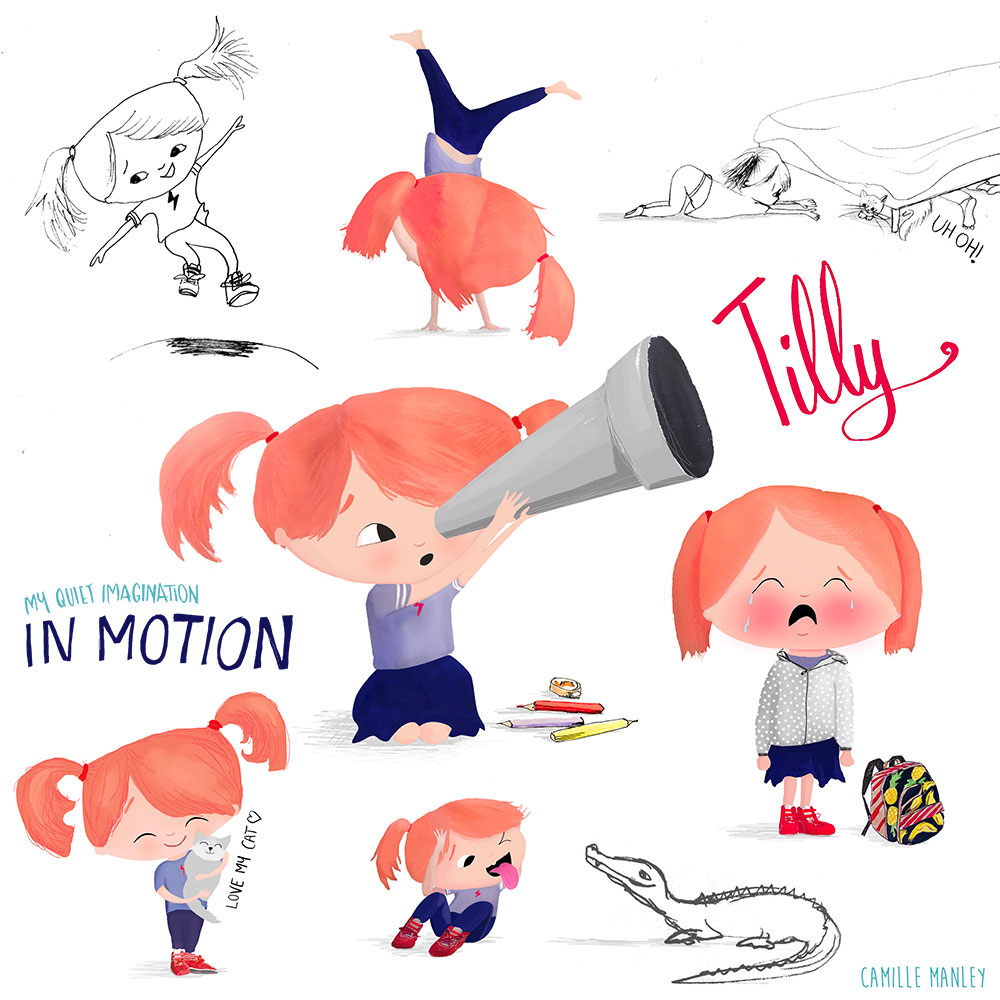 UH OH!
Tilly
MY QUIET IMAGINATION
IN MOTION
LOVE MY CAT ♡
CAMILLE MANLEY